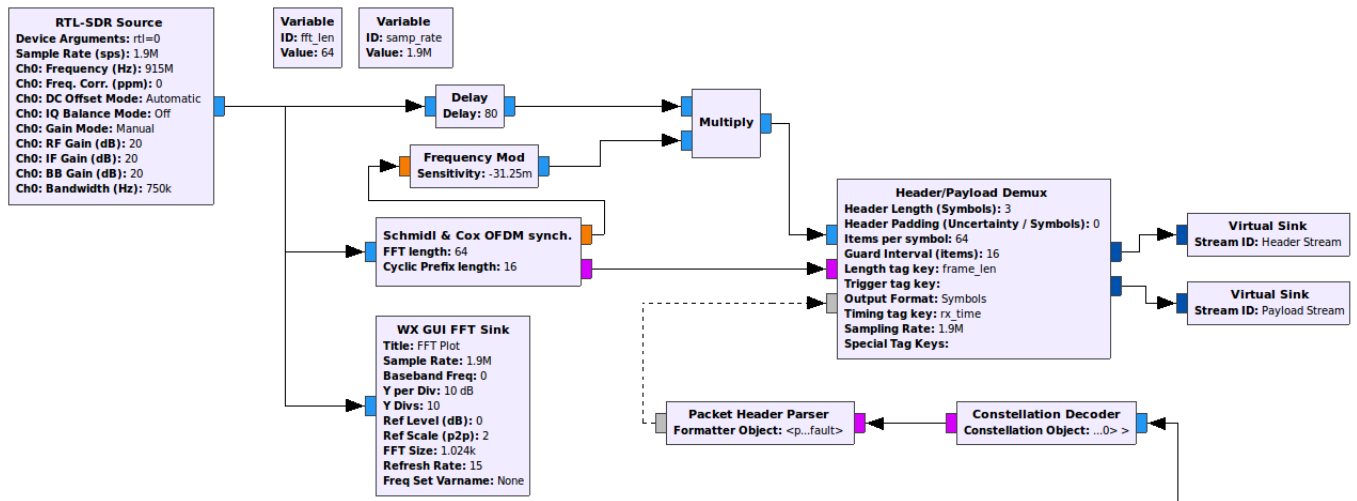 RTL-SDR Source
Device Arguments: rtl=0
Sample Rate (sps): 1.9M
Ch0: Frequency (Hz): 915M
Ch0: Freq. Corr. (ppm): 0
Ch0: DC Offset Mode: Automatic
Ch0: IQ Balance Mode: Off
Ch0: Gain Mode: Manual
Ch0: RF Gain (dB): 20
Ch0: IF Gain (dB): 20
Ch0: BB Gain (dB): 20
Ch0: Bandwidth (Hz): 750k
Variable
ID: fft_len
Value: 64
Variable
ID: samp_rate
Value: 1.9M
Delay
Delay: 80
Multiply
Frequency Mod
Sensitivity: -31.25m
Schmidl & Cox OFDM synch.
FFT length: 64
Cyclic Prefix length: 16
Header/Payload Demux
Header Length (Symbols): 3
Header Padding (Uncertainty / Symbols): 0
Items per symbol: 64
Guard Interval (items): 16
Length tag key: frame_len
Trigger tag key:
Output Format: Symbols
Timing tag key: rx_time
Sampling Rate: 1.9M
Special Tag Keys:
Virtual Sink
Stream ID: Header Stream
Virtual Sink
Stream ID: Payload Stream
WX GUI FFT Sink
Title: FFT Plot
Sample Rate: 1.9M
Baseband Freq: 0
Y per Div: 10 dB
Y Divs: 10
Ref Level (dB): 0
Ref Scale (p2p): 2
FFT Size: 1.024k
Refresh Rate: 15
Freq Set Varname: None
Packet Header Parser
Formatter Object: <p...fault>
Constellation Decoder
Constellation Object: ...0> >